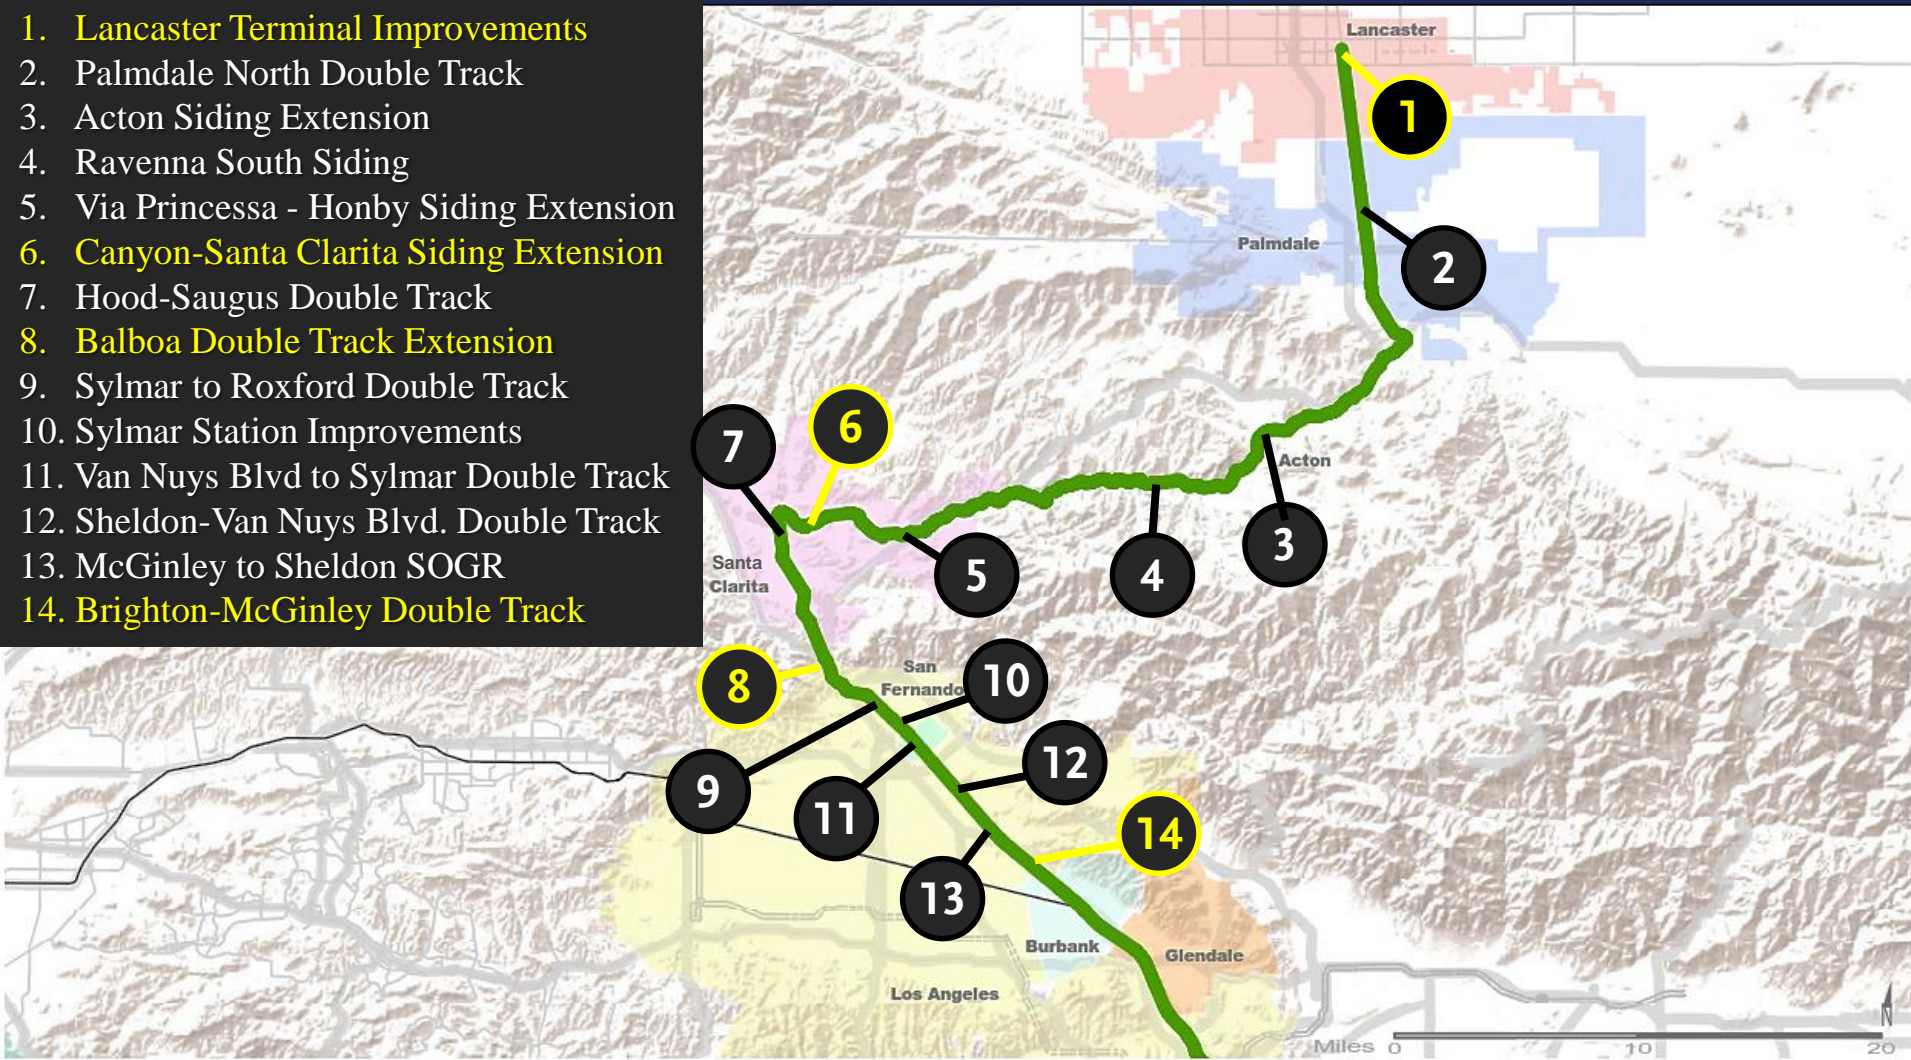 1. Lancaster Terminal Improvements
2. Palmdale North Double Track
3. Acton Siding Extension
4. Ravenna South Siding
5. Via Princessa - Honby Siding Extension
6. Canyon-Santa Clarita Siding Extension
7. Hood-Saugus Double Track
8. Balboa Double Track Extension
9. Sylmar to Roxford Double Track
10. Sylmar Station Improvements
11. Van Nuys Blvd to Sylmar Double Track
12. Sheldon-Van Nuys Blvd. Double Track
13. McGinley to Sheldon SOGR
14. Brighton-McGinley Double Track
Lancaster
1
Palmdale
2
6
7
Acton
3
Santa
Clarita
5
4
San
Fernando
10
8
12
9
11
14
13
Burbank
Glendale
Los Angeles
N
Miles 0 10 20